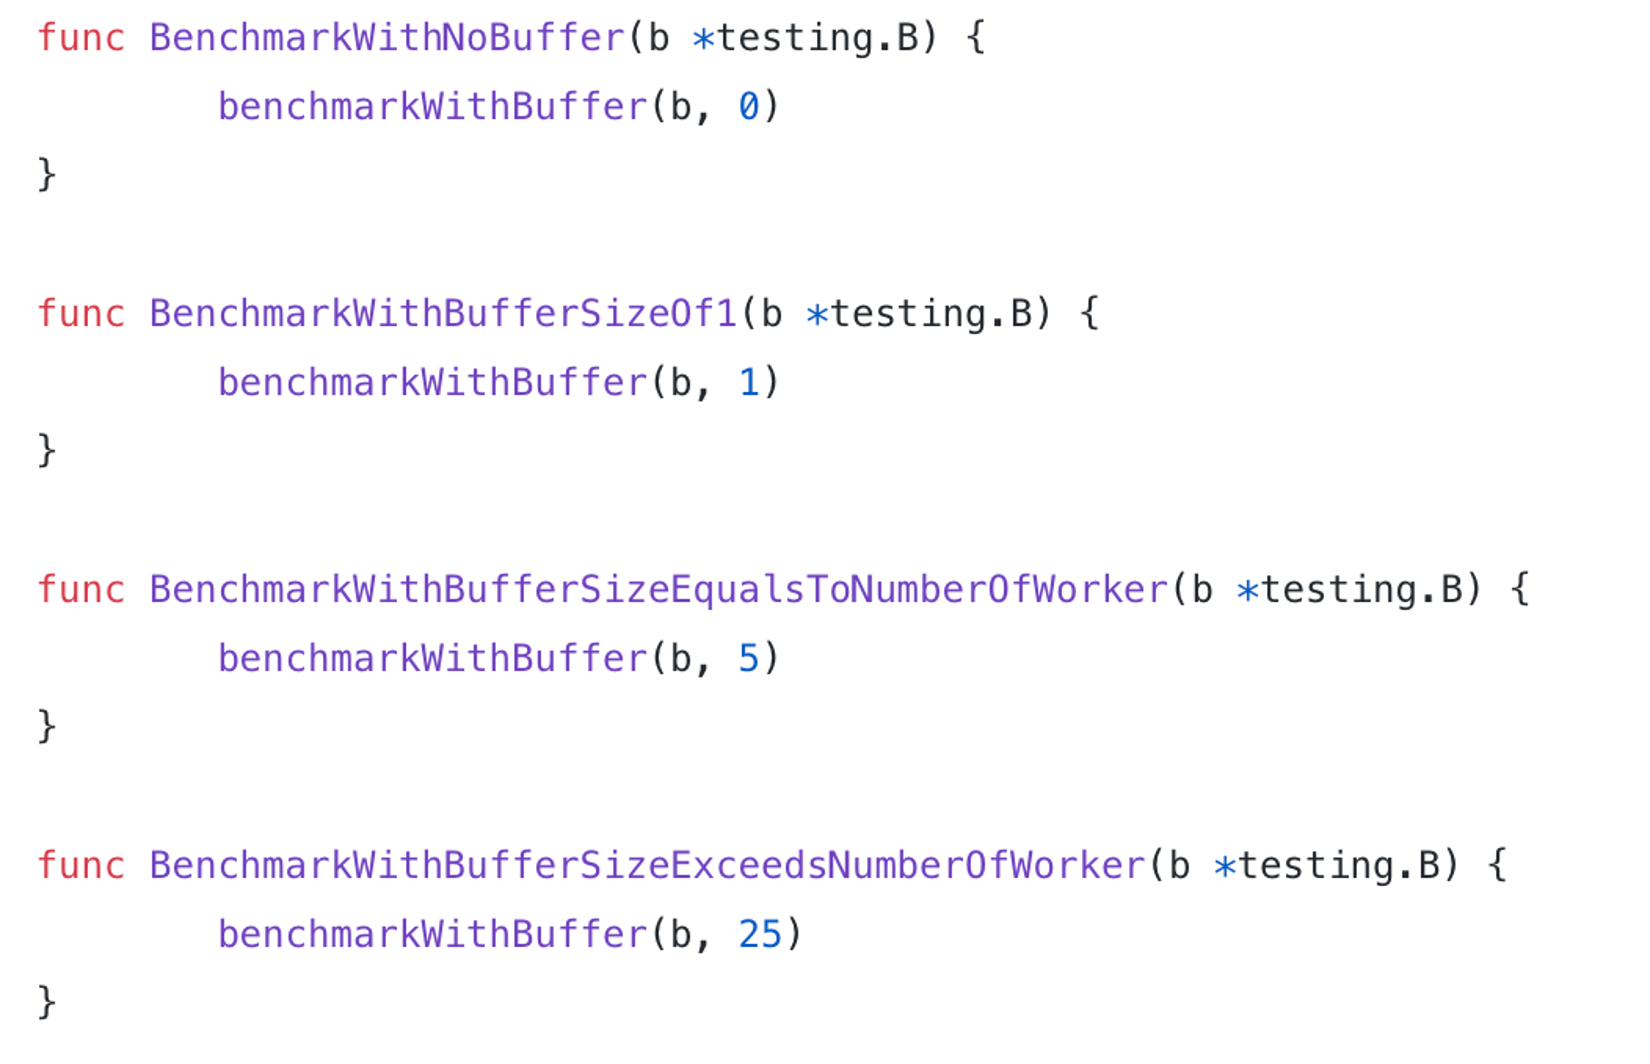 func BenchmarkWithNoBuffer(b *testing.B) {
        benchmarkWithBuffer(b, 0)
}

func BenchmarkWithBufferSizeOf1(b *testing.B) {
        benchmarkWithBuffer(b, 1)
}

func BenchmarkWithBufferSizeEqualsToNumberOfWorker(b *testing.B) {
        benchmarkWithBuffer(b, 5)
}

func BenchmarkWithBufferSizeExceedsNumberOfWorker(b *testing.B) {
        benchmarkWithBuffer(b, 25)
}